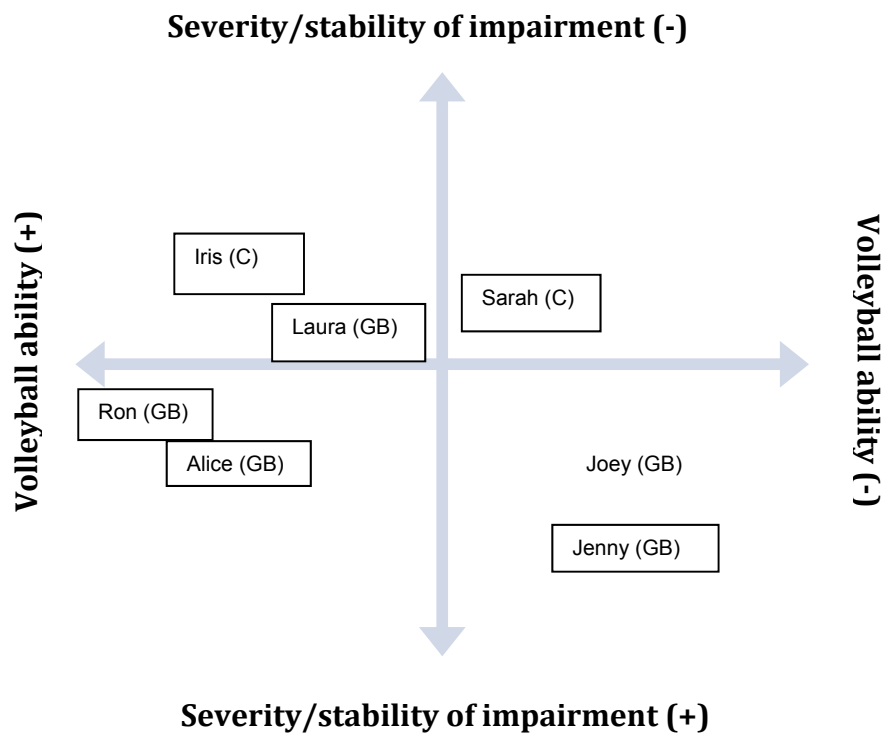 Severity/stability of impairment (-)
Volleyball ability (+)
Volleyball ability (-)
Iris (C)
Sarah (C)
Laura (GB)
Ron (GB)
Alice (GB)
Joey (GB)
Jenny (GB)
Severity/stability of impairment (+)